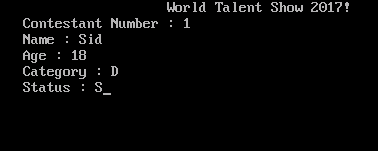 World Talent Show 2017!
Contestant Number : 1
Name : Sid
Age : 18
Category : D
Status : S_